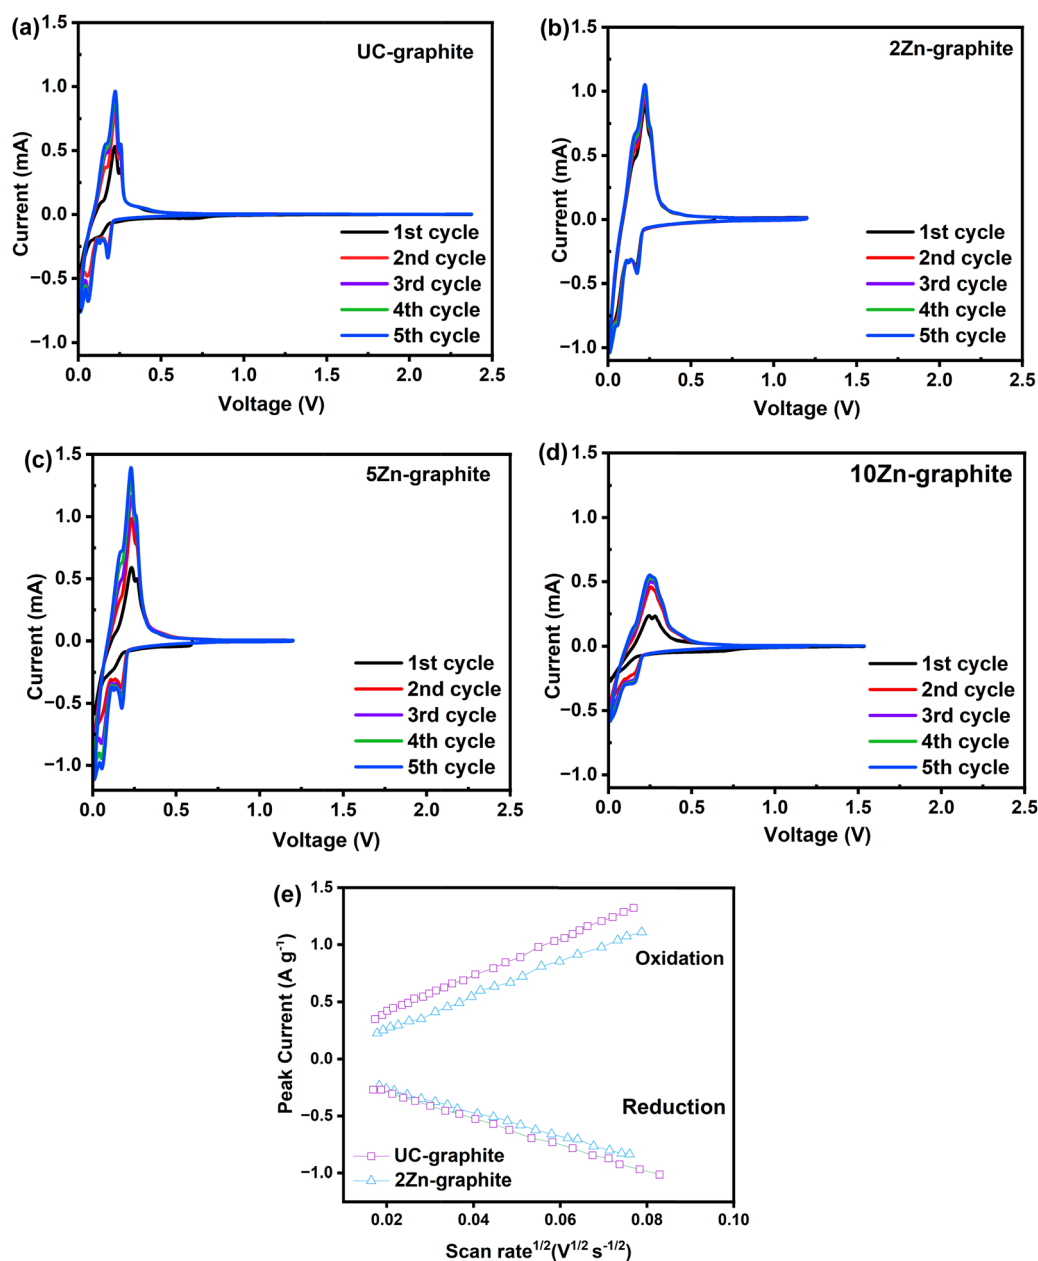 (a)
UC-graphite
1.5
1.0
0.5
0.0
−0.5
−1.0
Current (mA)
1st cycle
2nd cycle
3rd cycle
4th cycle
5th cycle
0.0 0.5 1.0 1.5 2.0 2.5
Voltage (V)
(b)
2Zn-graphite
1.5
1.0
0.5
0.0
−0.5
−1.0
Current (mA)
1st cycle
2nd cycle
3rd cycle
4th cycle
5th cycle
0.0 0.5 1.0 1.5 2.0 2.5
Voltage (V)
(c)
5Zn-graphite
1.5
1.0
0.5
0.0
−0.5
−1.0
Current (mA)
1st cycle
2nd cycle
3rd cycle
4th cycle
5th cycle
0.0 0.5 1.0 1.5 2.0 2.5
Voltage (V)
(d)
10Zn-graphite
1.5
1.0
0.5
0.0
−0.5
−1.0
Current (mA)
1st cycle
2nd cycle
3rd cycle
4th cycle
5th cycle
0.0 0.5 1.0 1.5 2.0 2.5
Voltage (V)
(e)
1.5
1.0
0.5
0.0
−0.5
−1.0
Peak Current (A g⁻¹)
Oxidation
Reduction
UC-graphite
2Zn-graphite
0.02 0.04 0.06 0.08 0.10
Scan rate¹ᐟ²(V¹ᐟ² s⁻¹ᐟ²)